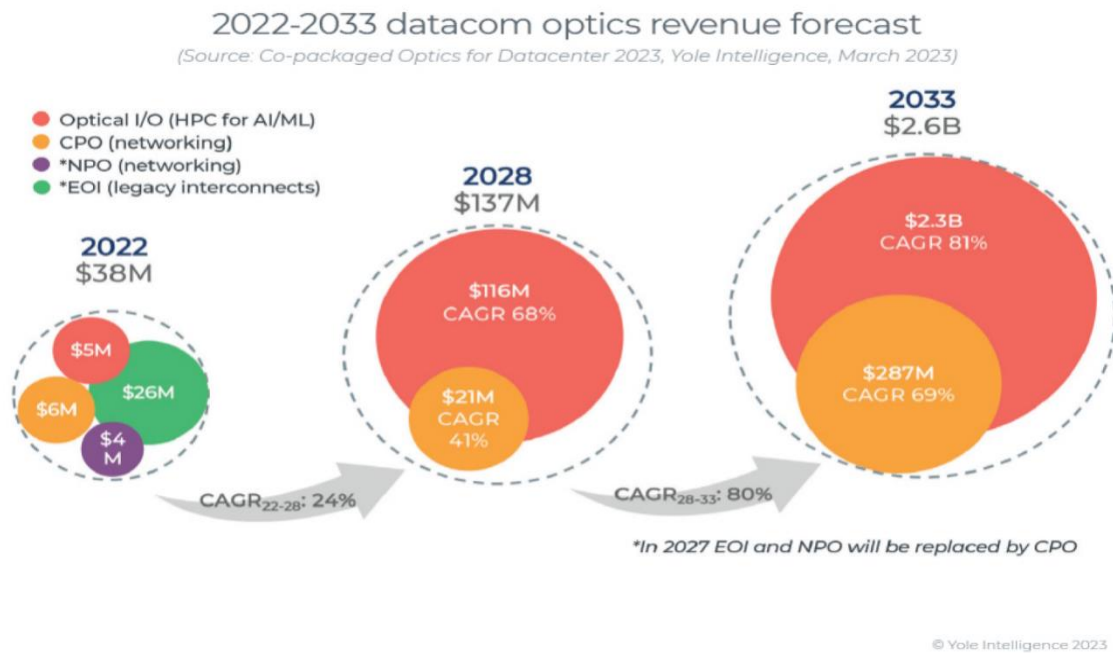 2022-2033 datacom optics revenue forecast
(Source: Co-packaged Optics for Datacenter 2023, Yole Intelligence, March 2023)
Optical I/O (HPC for AI/ML)
CPO (networking)
*NPO (networking)
*EOI (legacy interconnects)
2022
$38M
$5M
$6M
$26M
$4
M
2028
$137M
$116M
CAGR 68%
$21M
CAGR
41%
2033
$2.6B
$2.3B
CAGR 81%
$287M
CAGR 69%
CAGR22-28: 24%
CAGR28-33: 80%
*In 2027 EOI and NPO will be replaced by CPO
© Yole Intelligence 2023